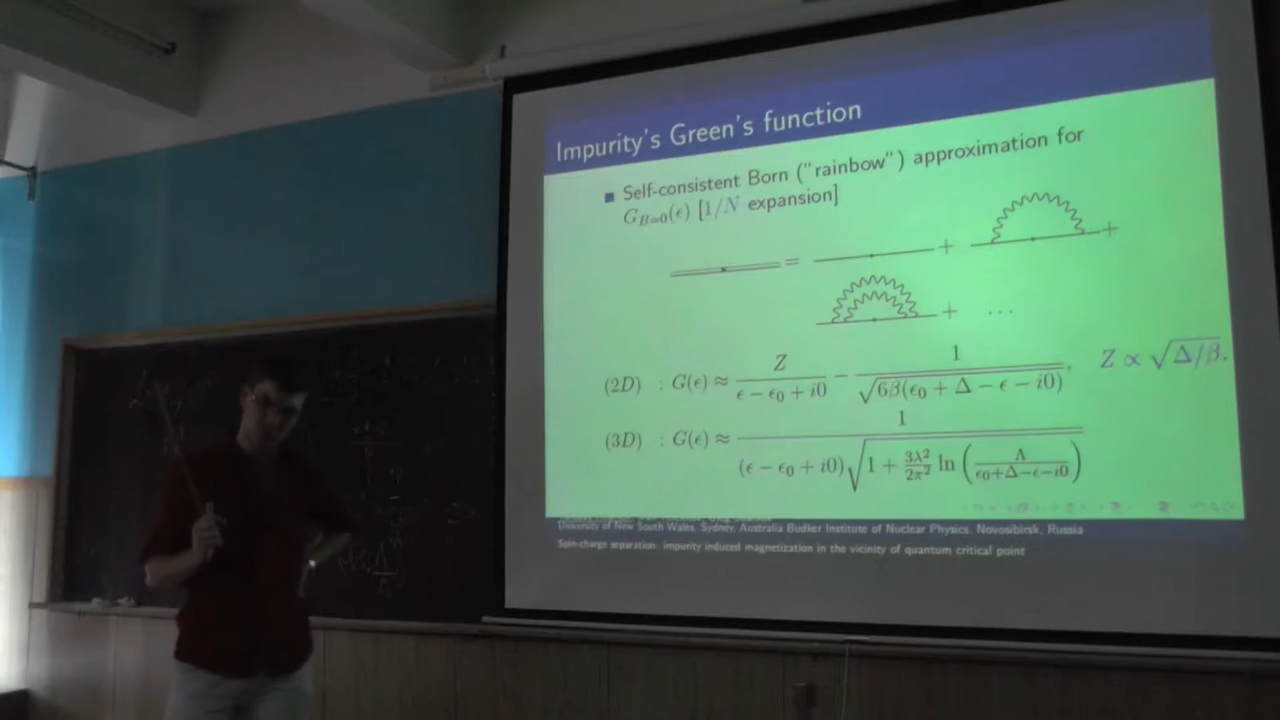 Impurity's Green's function
Self-consistent Born ("rainbow") approximation for
G_{B=0}(ϵ) [1/N expansion]
= + +
+ ...
(2D) : G(ϵ) ≈ Z / (ϵ − ϵ₀ + i0) − 1 / √(6β(ϵ₀ + Δ − ϵ − i0)), Z ∝ √(Δ/β).
(3D) : G(ϵ) ≈ 1 / ((ϵ − ϵ₀ + i0) √(1 + (3λ²/2π²) ln (Λ / (ϵ₀+Δ−ϵ−i0))))
University of New South Wales, Sydney, Australia Budker Institute of Nuclear Physics, Novosibirsk, Russia
Spin-charge separation: impurity induced magnetization in the vicinity of quantum critical point